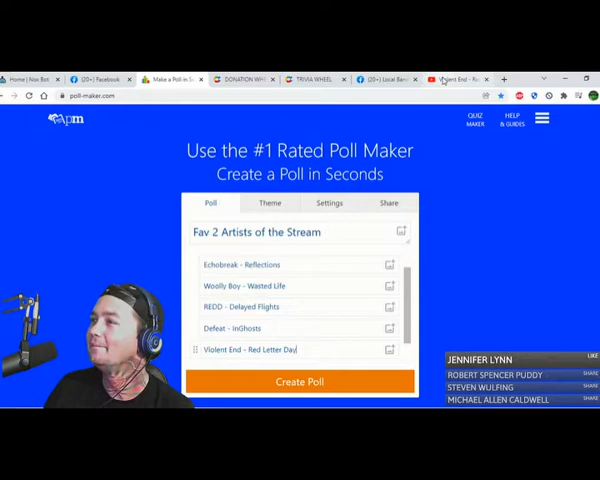 Home | Nox Bot
(20+) Facebook
Make a Poll in S
DONATION WH
TRIVIA WHEEL
(20+) Local Ban
Violent End - Re
poll-maker.com
pm
QUIZ MAKER
HELP & GUIDES
Use the #1 Rated Poll Maker
Create a Poll in Seconds
Poll Theme Settings Share
Fav 2 Artists of the Stream
Echobreak - Reflections
Woolly Boy - Wasted Life
REDD - Delayed Flights
Defeat - InGhosts
Violent End - Red Letter Day
Create Poll
JENNIFER LYNN LIKE
ROBERT SPENCER PUDDY SHARE
STEVEN WULFING SHARE
MICHAEL ALLEN CALDWELL SHARE